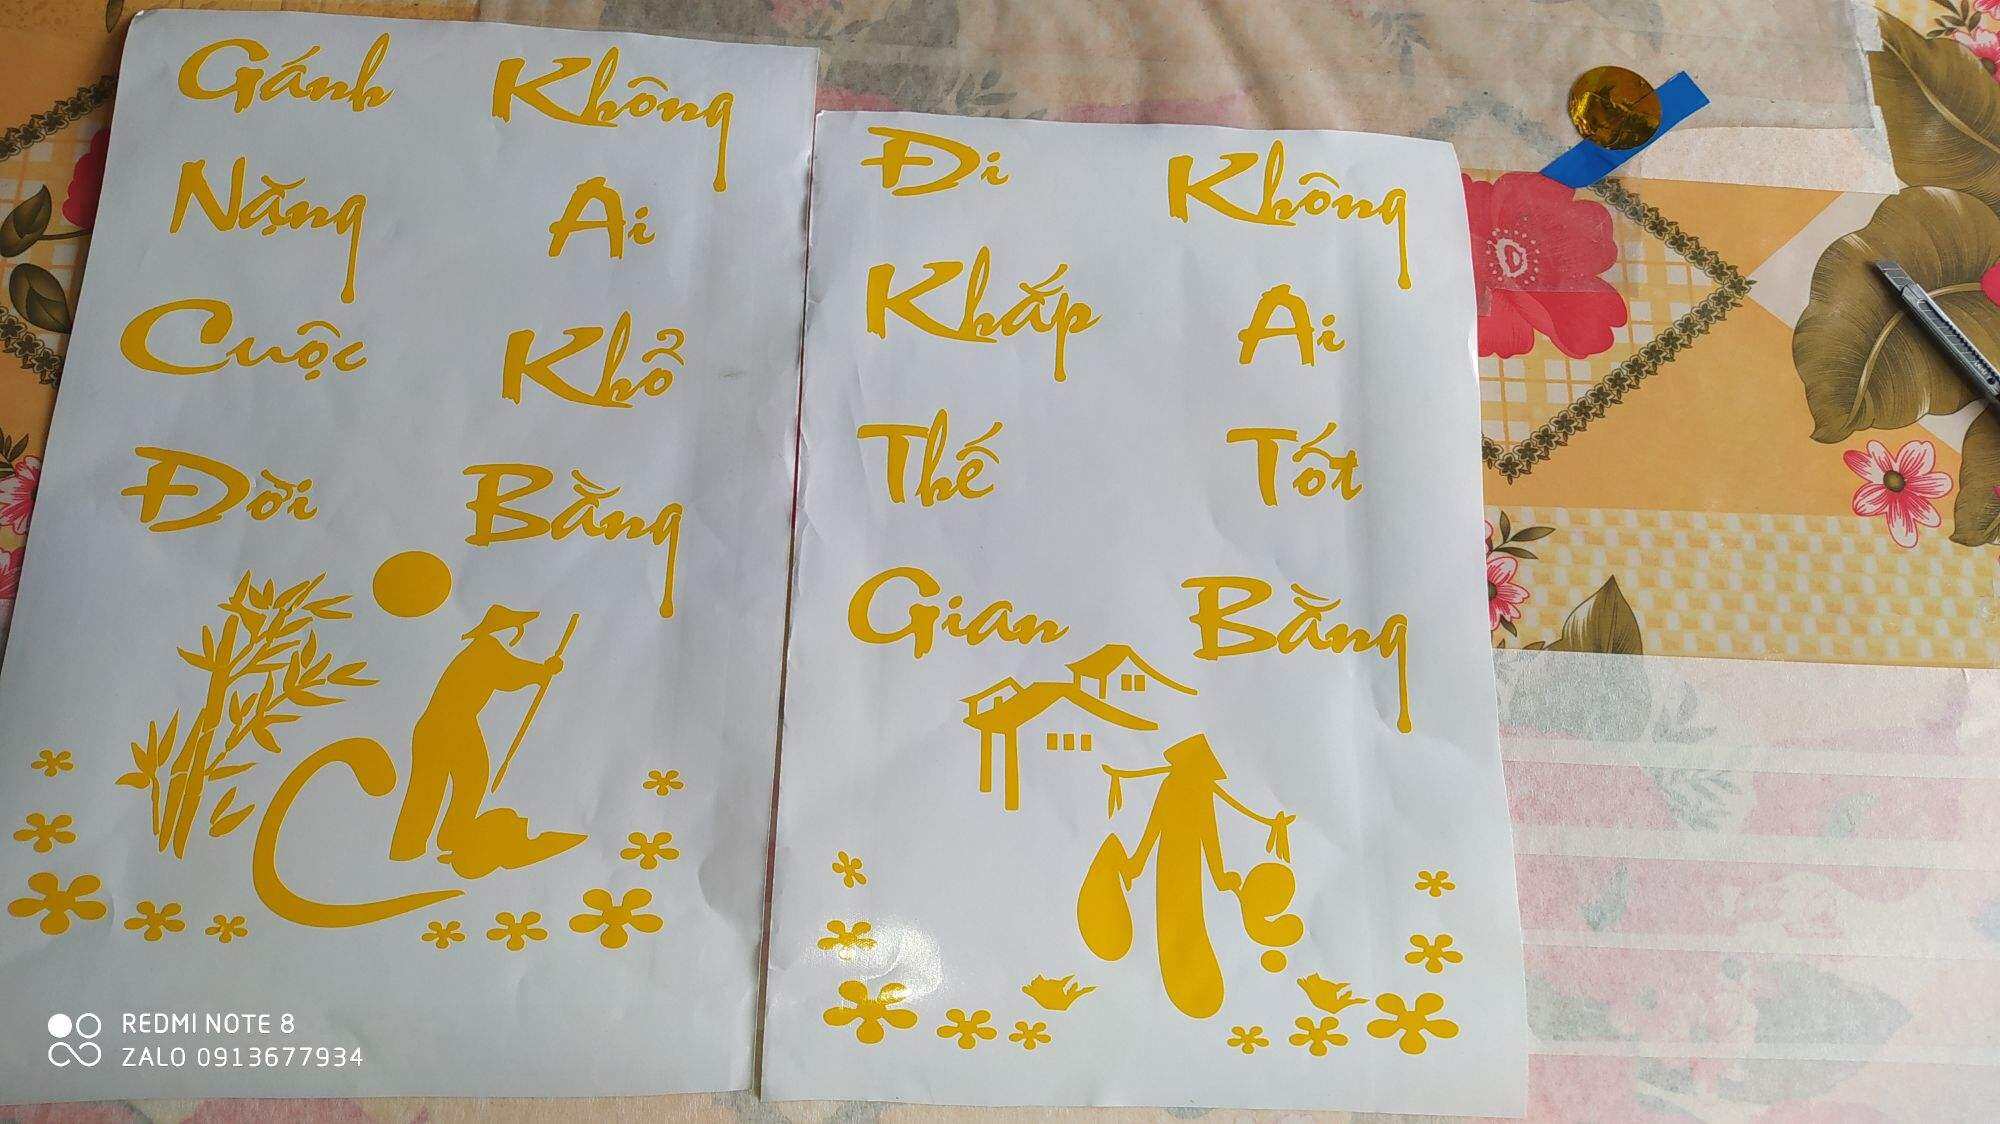 Gánh
Nặng
Cuộc
Đời
Không
Ai
Khổ
Bằng
Đi
Khắp
Thế
Gian
Không
Ai
Tốt
Bằng
REDMI NOTE 8
ZALO 0913677934